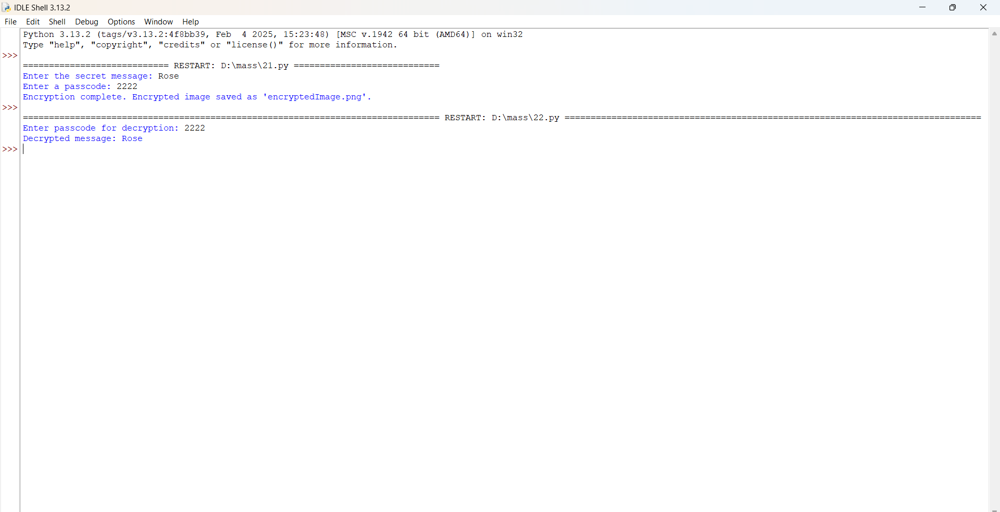 IDLE Shell 3.13.2
File Edit Shell Debug Options Window Help
Python 3.13.2 (tags/v3.13.2:4f8bb39, Feb  4 2025, 15:23:48) [MSC v.1942 64 bit (AMD64)] on win32
Type "help", "copyright", "credits" or "license()" for more information.
>>>
============================ RESTART: D:\mass\21.py ============================
Enter the secret message: Rose
Enter a passcode: 2222
Encryption complete. Encrypted image saved as 'encryptedImage.png'.
>>>
================================================================================ RESTART: D:\mass\22.py ================================================================================
Enter passcode for decryption: 2222
Decrypted message: Rose
>>>